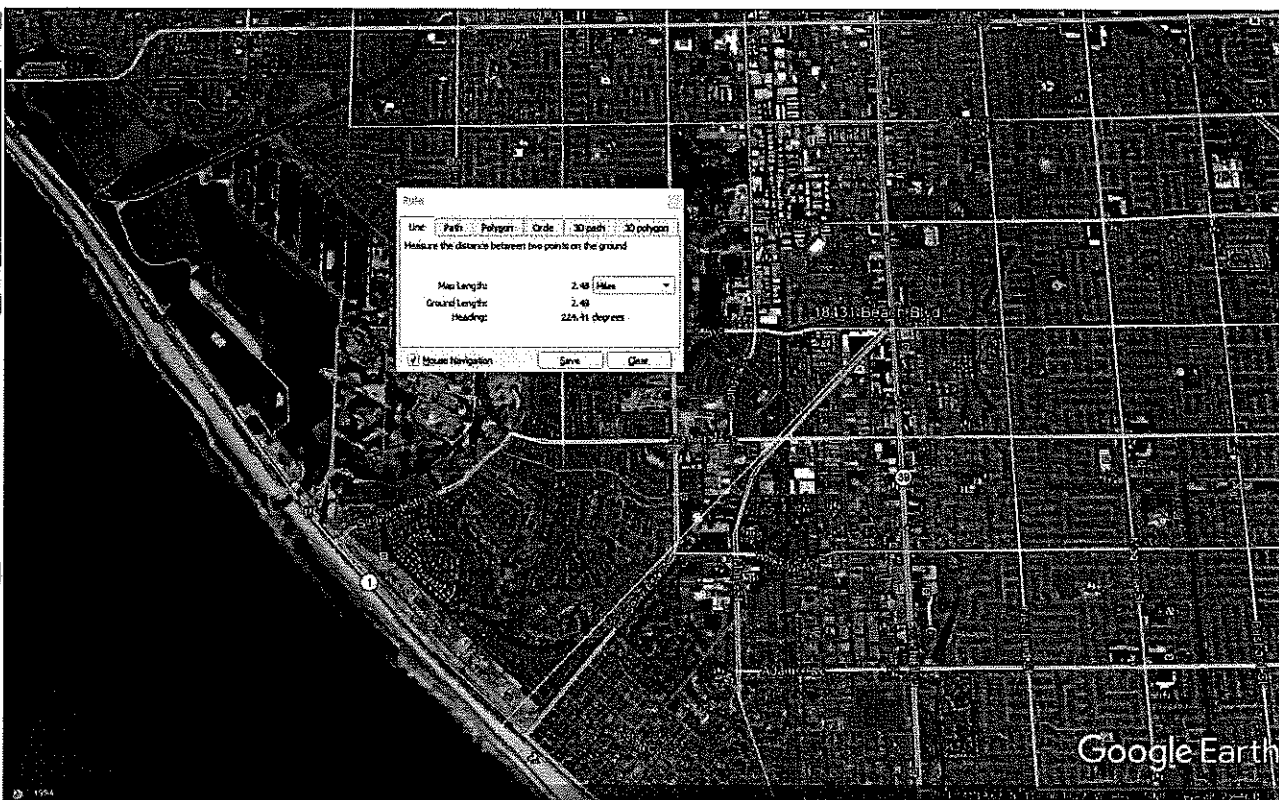 Ruler
Line Path Polygon Circle 3D path 3D polygon
Measure the distance between two points on the ground
Map Length: 2.48 Miles
Ground Length: 2.48
Heading: degrees
Mouse Navigation Save Clear
18431 Beach Blvd
39
1
Adams
Google Earth
1994